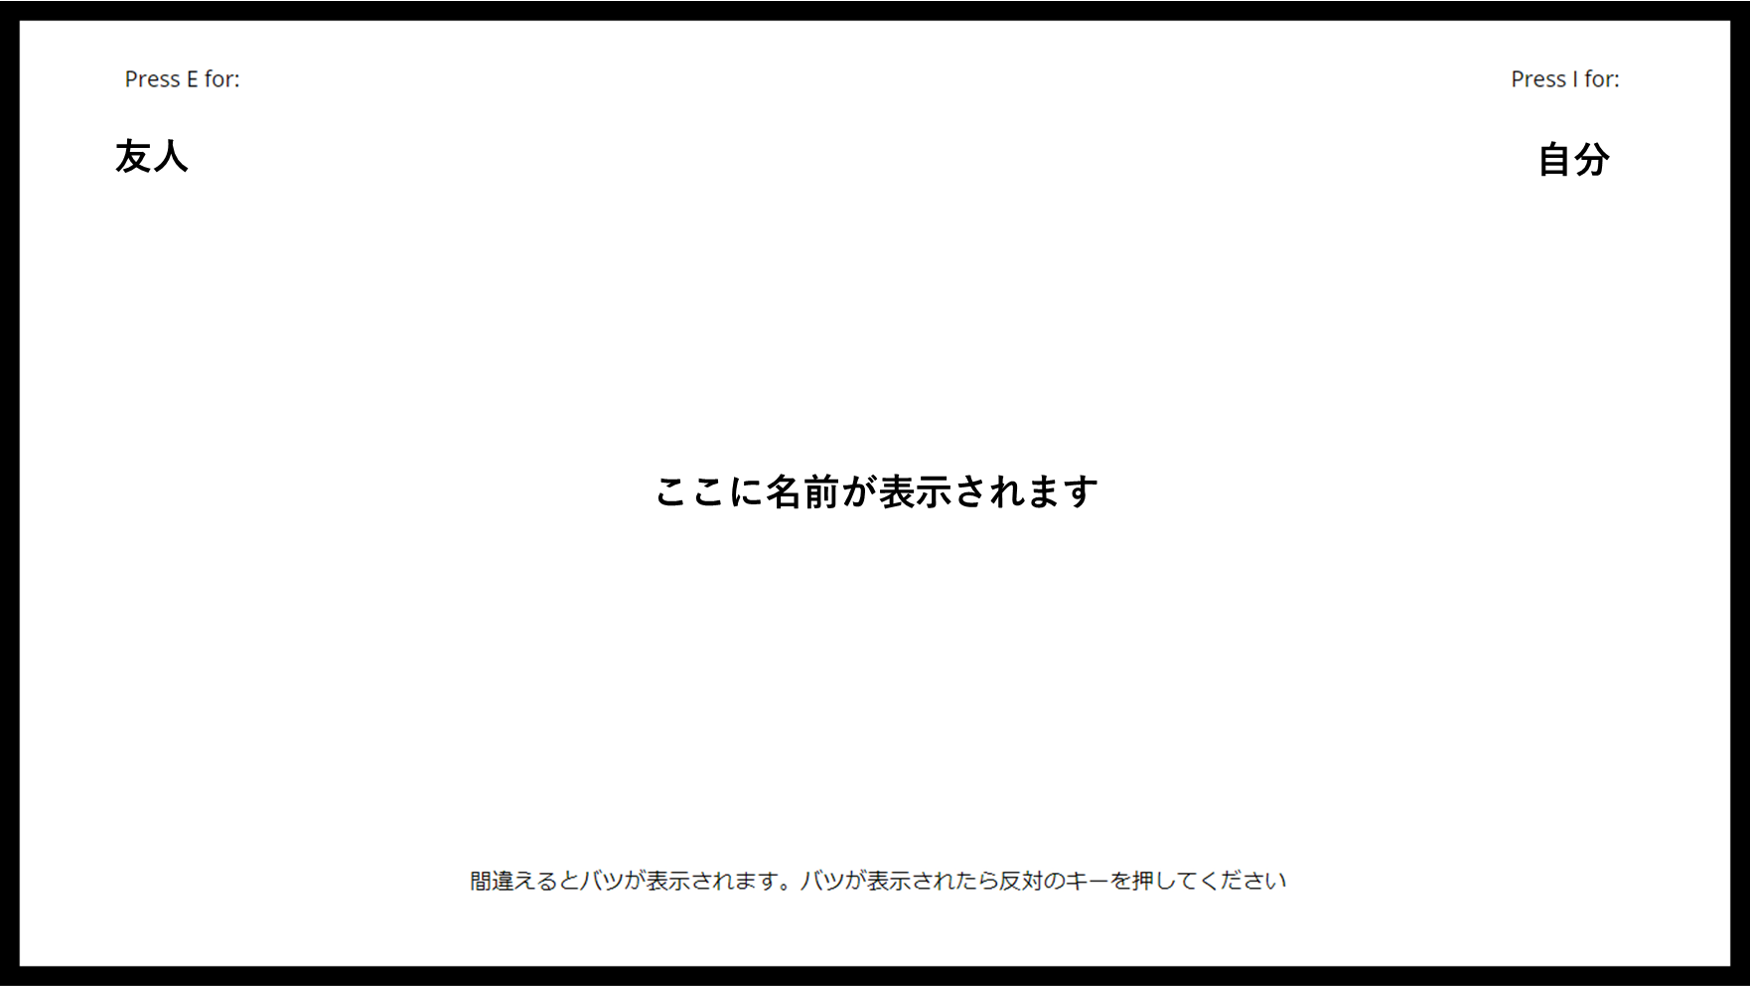 Press E for:
Press I for:
友人
自分
ここに名前が表示されます
間違えるとバツが表示されます。バツが表示されたら反対のキーを押してください